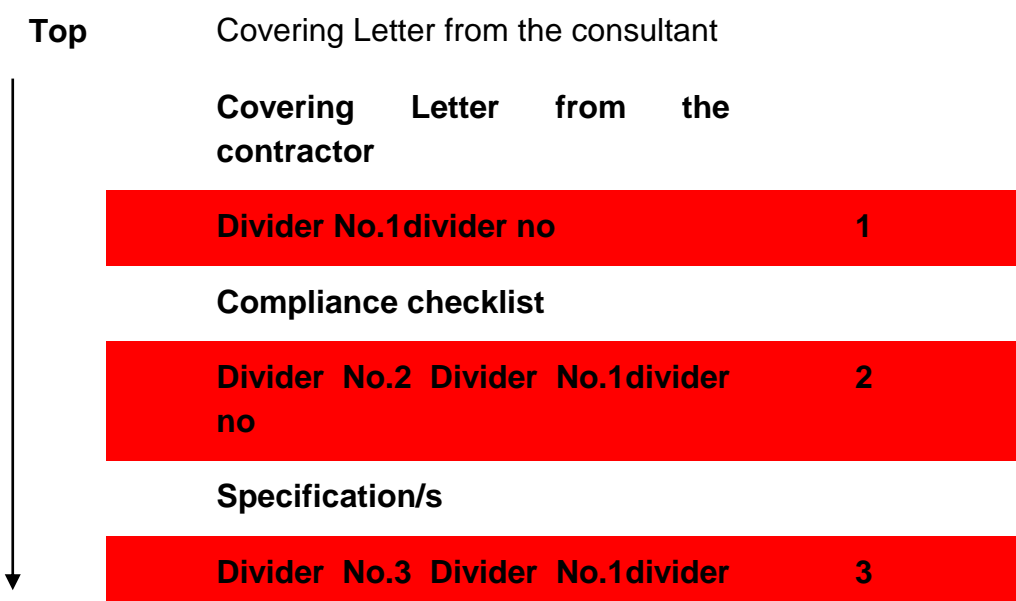 Top Covering Letter from the consultant
Covering Letter from the
contractor
Divider No.1divider no 1
Compliance checklist
Divider No.2 Divider No.1divider 2
no
Specification/s
Divider No.3 Divider No.1divider 3